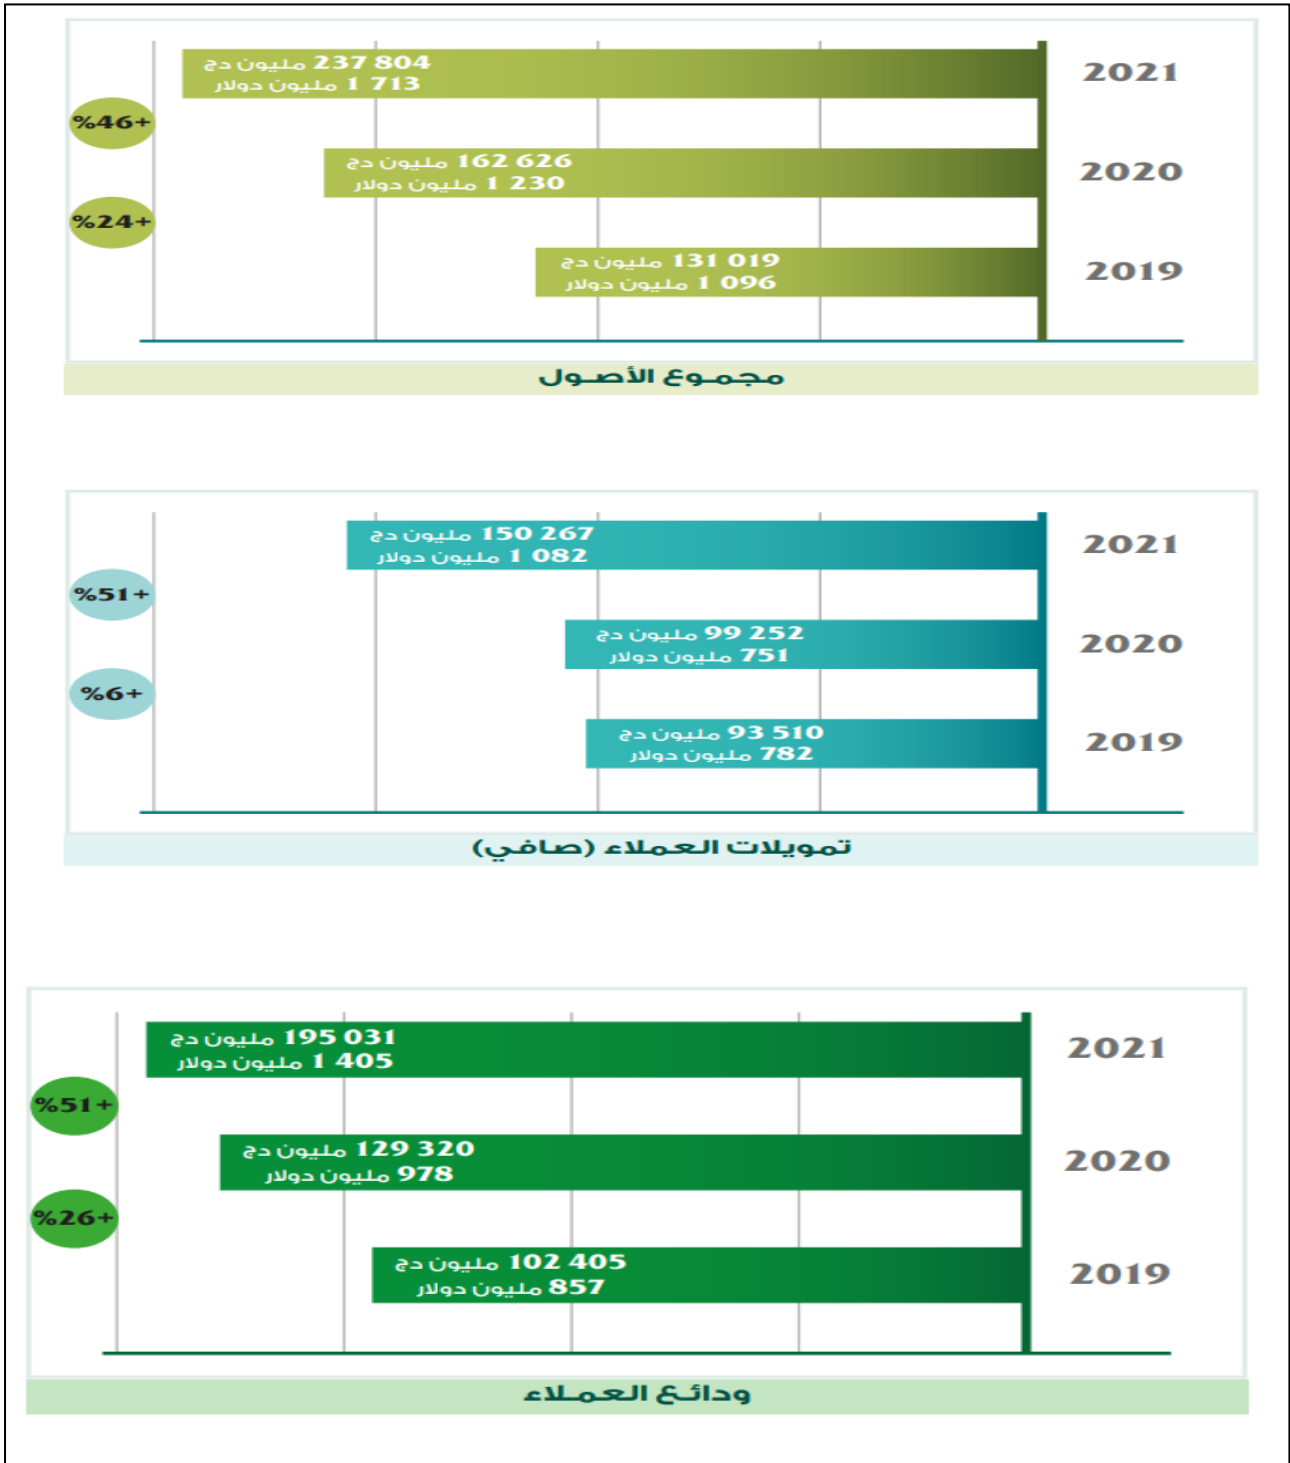 2021
237 804 مليون دج
1 713 مليون دولار
%46+
2020
162 626 مليون دج
1 230 مليون دولار
%24+
2019
131 019 مليون دج
1 096 مليون دولار
مجموع الأصول
2021
150 267 مليون دج
1 082 مليون دولار
%51+
2020
99 252 مليون دج
751 مليون دولار
%6+
2019
93 510 مليون دج
782 مليون دولار
تمويلات العملاء (صافي)
2021
195 031 مليون دج
1 405 مليون دولار
%51+
2020
129 320 مليون دج
978 مليون دولار
%26+
2019
102 405 مليون دج
857 مليون دولار
ودائع العملاء